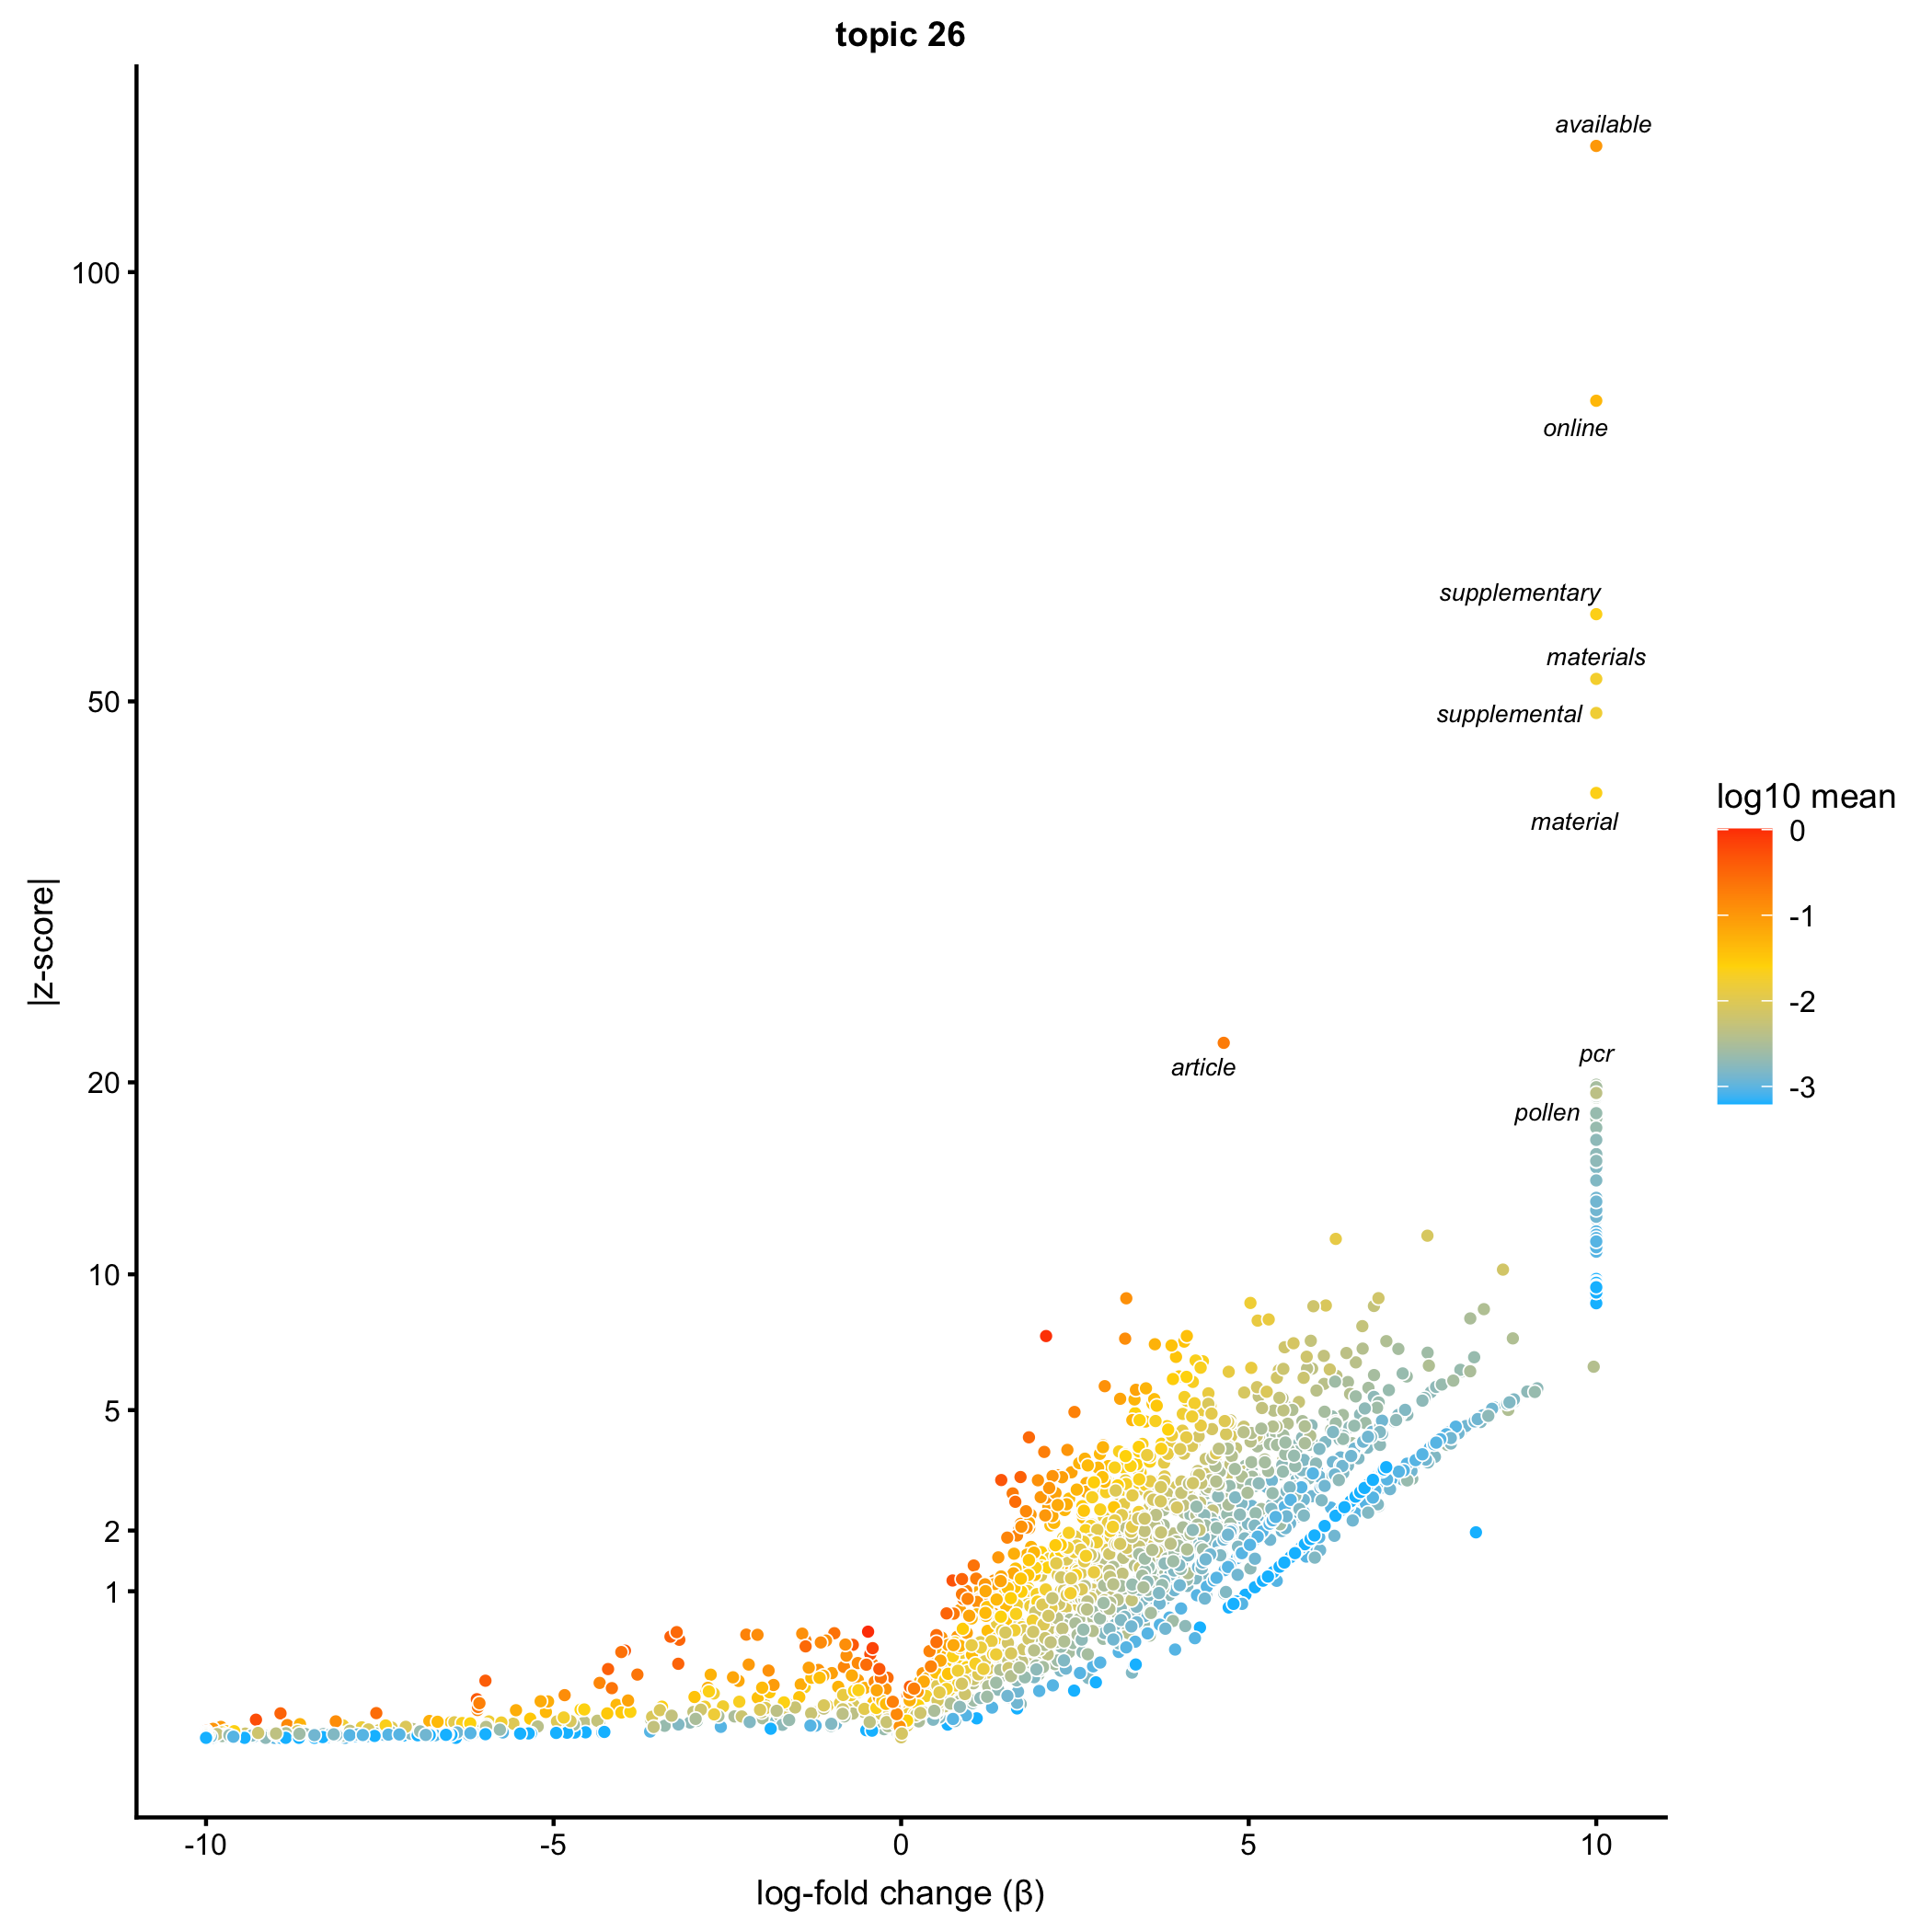 topic 26
available
100
online
supplementary
materials
50
supplemental
log10 mean
0
material
|z-score|
-1
-2
article
pcr
20
-3
pollen
10
5
2
1
-10
-5
0
5
10
log-fold change (β)